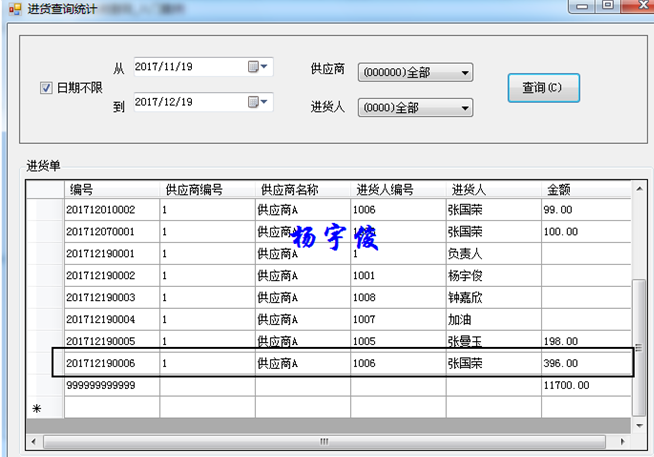 进货查询统计
从 2017/11/19 供应商 (000000)全部
日期不限 查询(C)
到 2017/12/19 进货人 (0000)全部
进货单
编号 供应商编号 供应商名称 进货人编号 进货人 金额
201712010002 1 供应商A 1006 张国荣 99.00
201712070001 1 供应商A 张国荣 100.00
杨宇俊
201712190001 1 供应商A 1 负责人
201712190002 1 供应商A 1001 杨宇俊
201712190003 1 供应商A 1008 钟嘉欣
201712190004 1 供应商A 1007 加油
201712190005 1 供应商A 1005 张曼玉 198.00
201712190006 1 供应商A 1006 张国荣 396.00
999999999999 11700.00
*